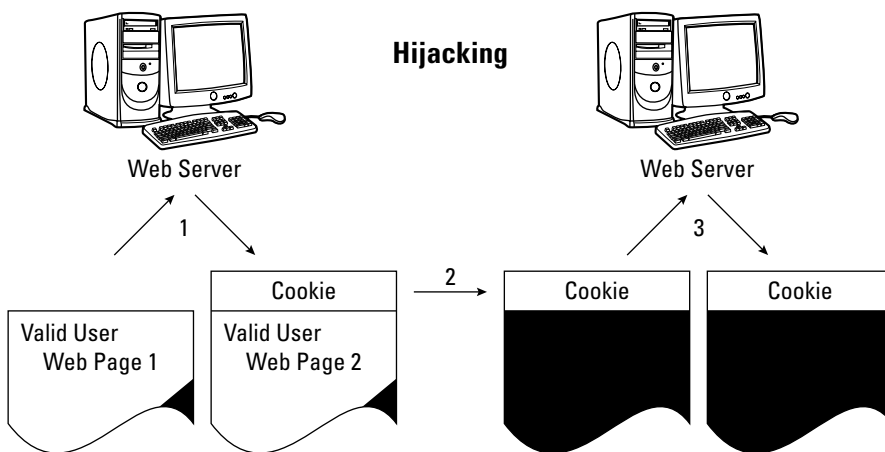 Hijacking
Web Server
Web Server
1
3
Cookie
2
Cookie
Cookie
Valid User
Web Page 1
Valid User
Web Page 2